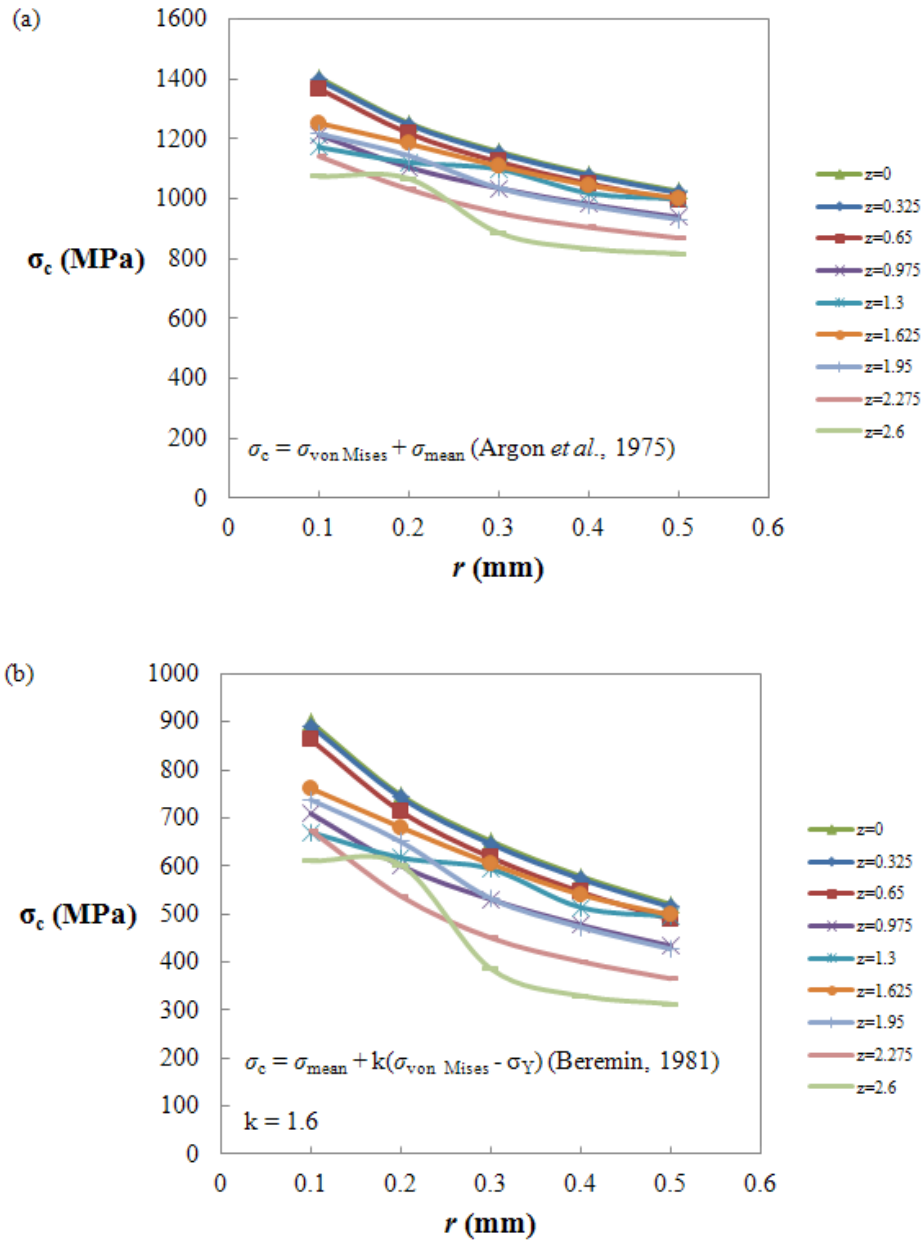 (a)
1600
1400
1200
1000
800
600
400
200
0
σc (MPa)
σc = σvon Mises + σmean (Argon et al., 1975)
0 0.1 0.2 0.3 0.4 0.5 0.6
r (mm)
z=0
z=0.325
z=0.65
z=0.975
z=1.3
z=1.625
z=1.95
z=2.275
z=2.6
(b)
1000
900
800
700
600
500
400
300
200
100
0
σc (MPa)
σc = σmean + k(σvon Mises - σY) (Beremin, 1981)
k = 1.6
0 0.1 0.2 0.3 0.4 0.5 0.6
r (mm)
z=0
z=0.325
z=0.65
z=0.975
z=1.3
z=1.625
z=1.95
z=2.275
z=2.6